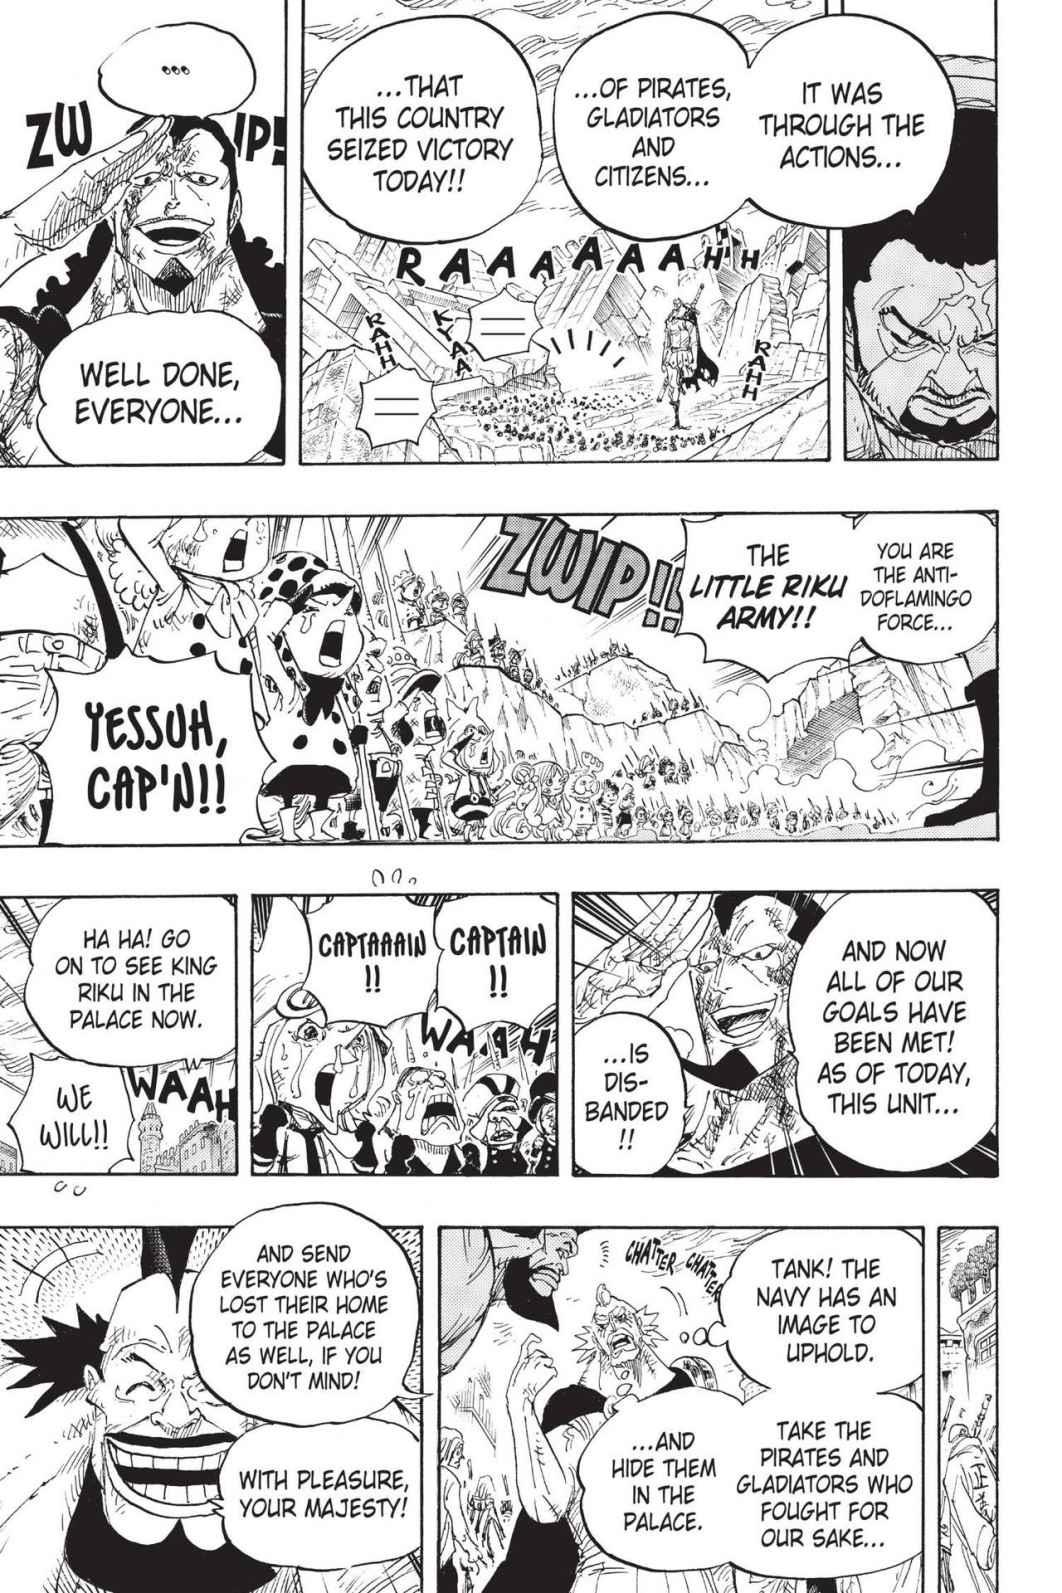 IT WAS
THROUGH THE
ACTIONS...
...OF PIRATES,
GLADIATORS
AND
CITIZENS...
...THAT
THIS COUNTRY
SEIZED VICTORY
TODAY!!
RAAAAAAHHH
RAHH
KYAA
RAHH
ZWIP!
WELL DONE,
EVERYONE...
YOU ARE
THE ANTI-
DOFLAMINGO
FORCE...
THE
LITTLE RIKU
ARMY!!
ZWIP!!
YESSUH,
CAP'N!!
AND NOW
ALL OF OUR
GOALS HAVE
BEEN MET!
AS OF TODAY,
THIS UNIT...
...IS
DIS-
BANDED
!!
CAPTAIN
!!
CAPTAAAIN
!!
WAAH
HA HA! GO
ON TO SEE KING
RIKU IN THE
PALACE NOW.
WE
WILL!!
WAAH
TANK! THE
NAVY HAS AN
IMAGE TO
UPHOLD.
CHATTER CHATTER
TAKE THE
PIRATES AND
GLADIATORS WHO
FOUGHT FOR
OUR SAKE...
...AND
HIDE THEM
IN THE
PALACE.
AND SEND
EVERYONE WHO'S
LOST THEIR HOME
TO THE PALACE
AS WELL, IF YOU
DON'T MIND!
WITH PLEASURE,
YOUR MAJESTY!